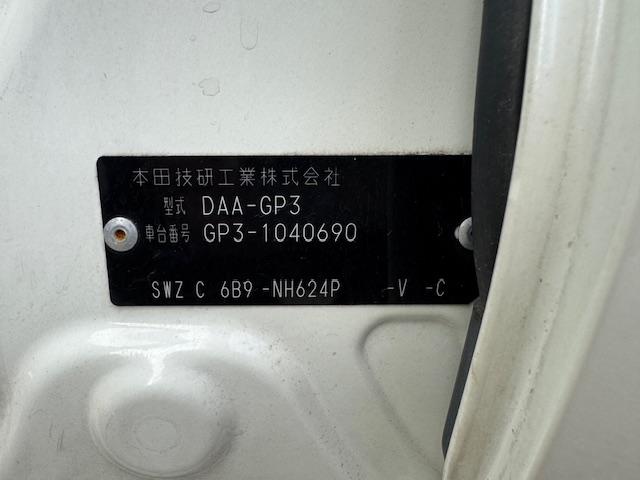 本田技研工業株式会社
型式 DAA-GP3
車台番号 GP3-1040690
SWZ C 6B9 -NH624P -V -C